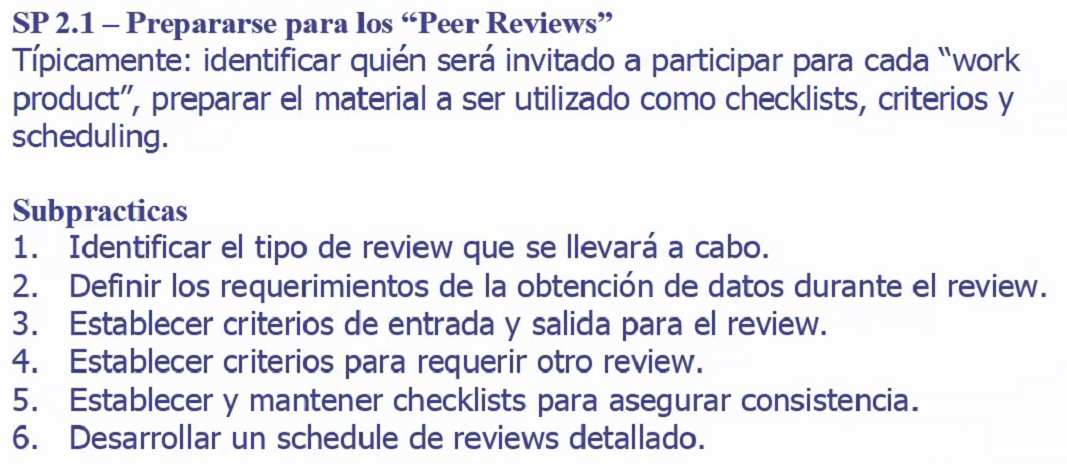 SP 2.1 – Prepararse para los “Peer Reviews”
Típicamente: identificar quién será invitado a participar para cada “work
product”, preparar el material a ser utilizado como checklists, criterios y
scheduling.
Subpracticas
1. Identificar el tipo de review que se llevará a cabo.
2. Definir los requerimientos de la obtención de datos durante el review.
3. Establecer criterios de entrada y salida para el review.
4. Establecer criterios para requerir otro review.
5. Establecer y mantener checklists para asegurar consistencia.
6. Desarrollar un schedule de reviews detallado.